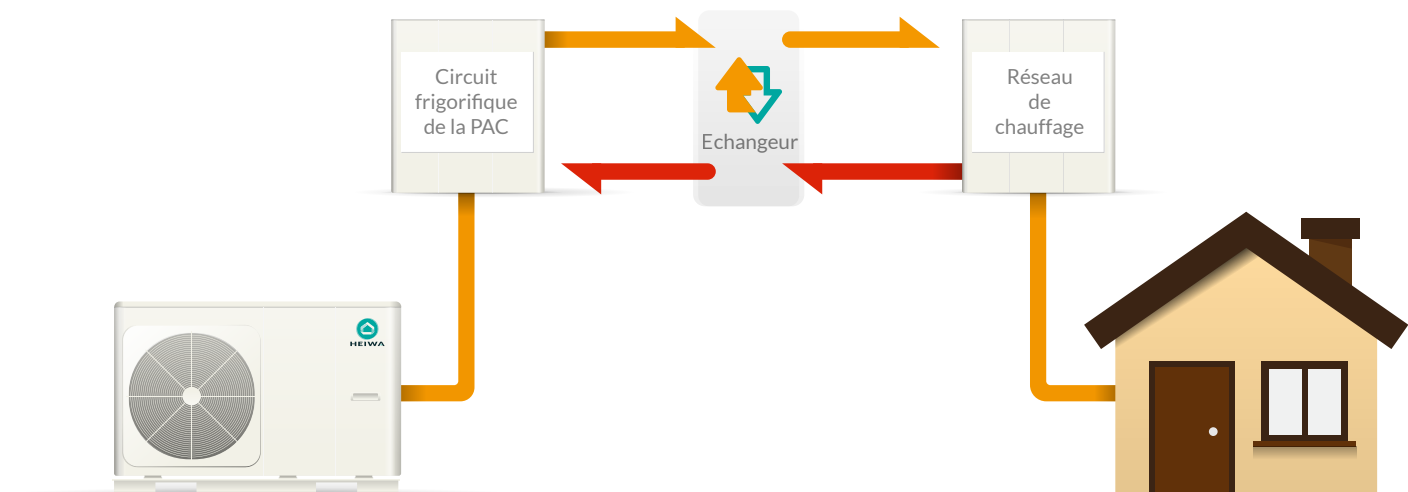 Circuit
frigorifique
de la PAC
Echangeur
Réseau
de
chauffage
HEIWA